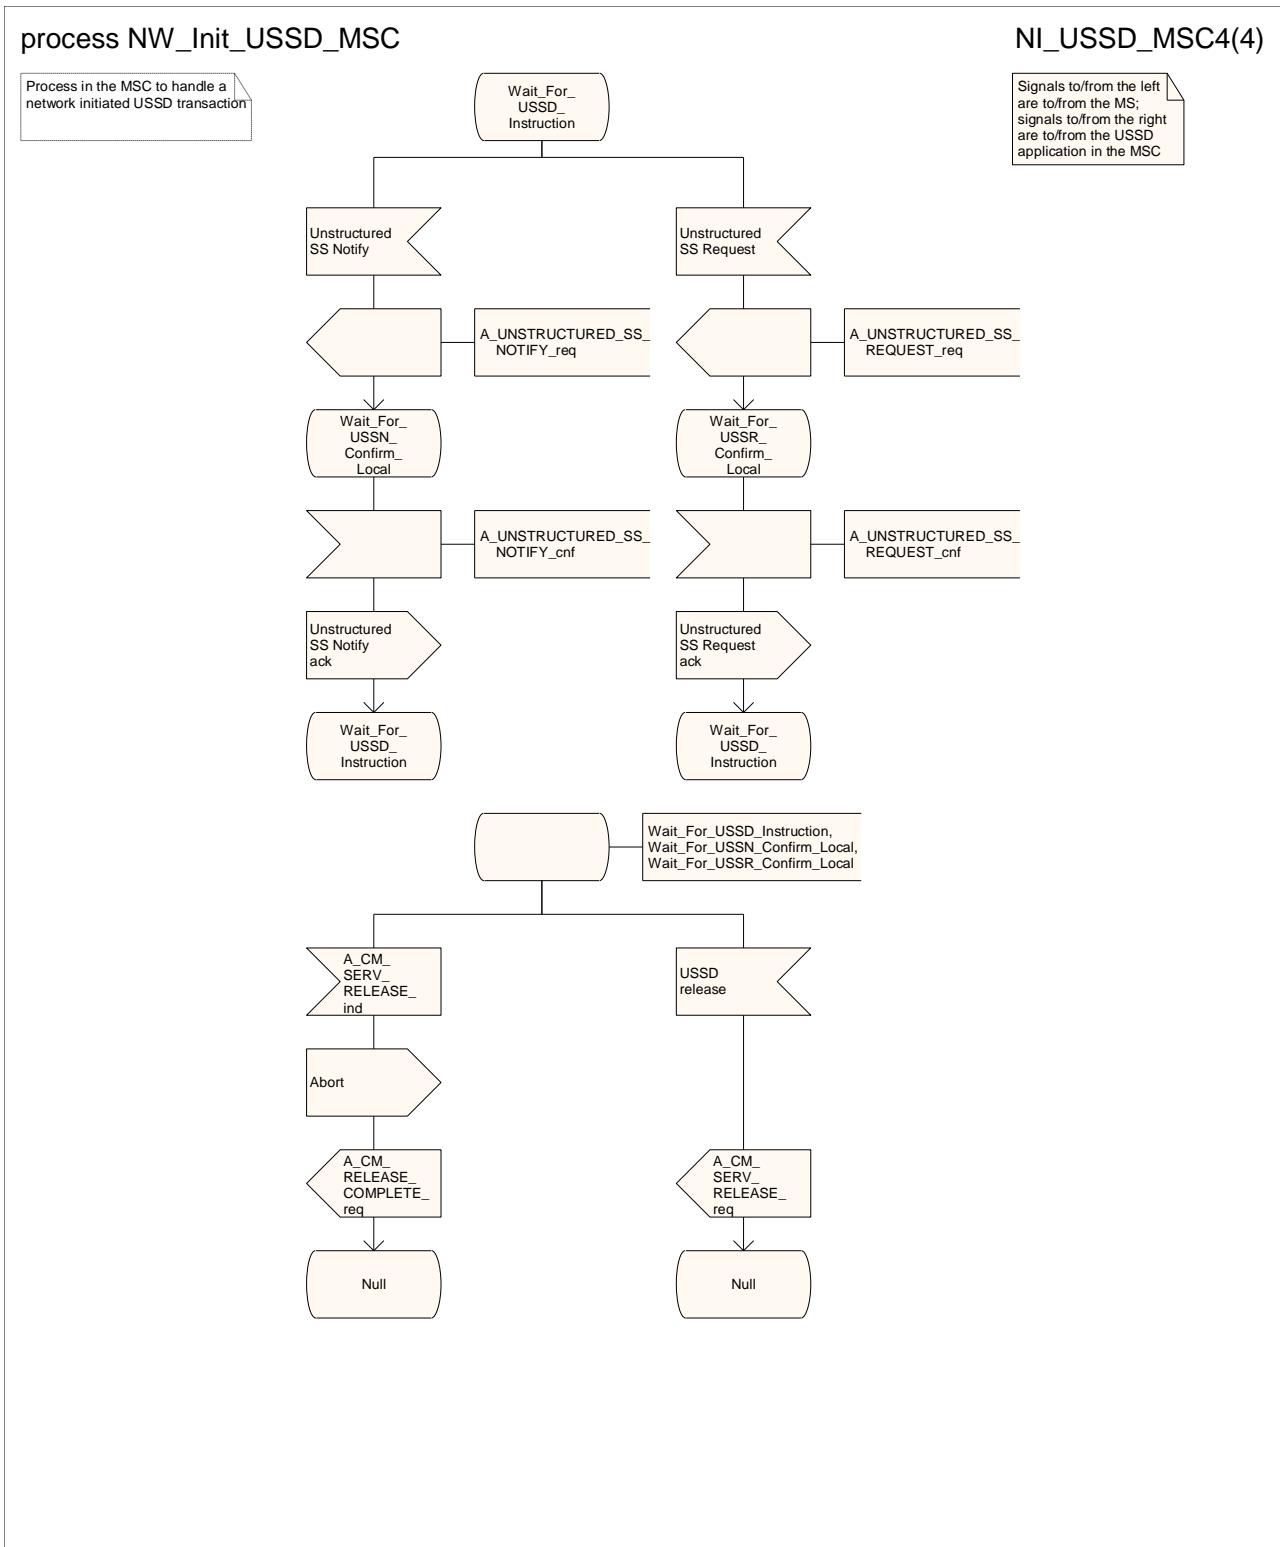 process NW_Init_USSD_MSC
NI_USSD_MSC4(4)
Process in the MSC to handle a
network initiated USSD transaction
Signals to/from the left
are to/from the MS;
signals to/from the right
are to/from the USSD
application in the MSC
Wait_For_
USSD_
Instruction
Unstructured
SS Notify
Unstructured
SS Request
A_UNSTRUCTURED_SS_
NOTIFY_req
A_UNSTRUCTURED_SS_
REQUEST_req
Wait_For_
USSN_
Confirm_
Local
Wait_For_
USSR_
Confirm_
Local
A_UNSTRUCTURED_SS_
NOTIFY_cnf
A_UNSTRUCTURED_SS_
REQUEST_cnf
Unstructured
SS Notify
ack
Unstructured
SS Request
ack
Wait_For_
USSD_
Instruction
Wait_For_
USSD_
Instruction
Wait_For_USSD_Instruction,
Wait_For_USSN_Confirm_Local,
Wait_For_USSR_Confirm_Local
A_CM_
SERV_
RELEASE_
ind
USSD
release
Abort
A_CM_
RELEASE_
COMPLETE_
req
A_CM_
SERV_
RELEASE_
req
Null
Null